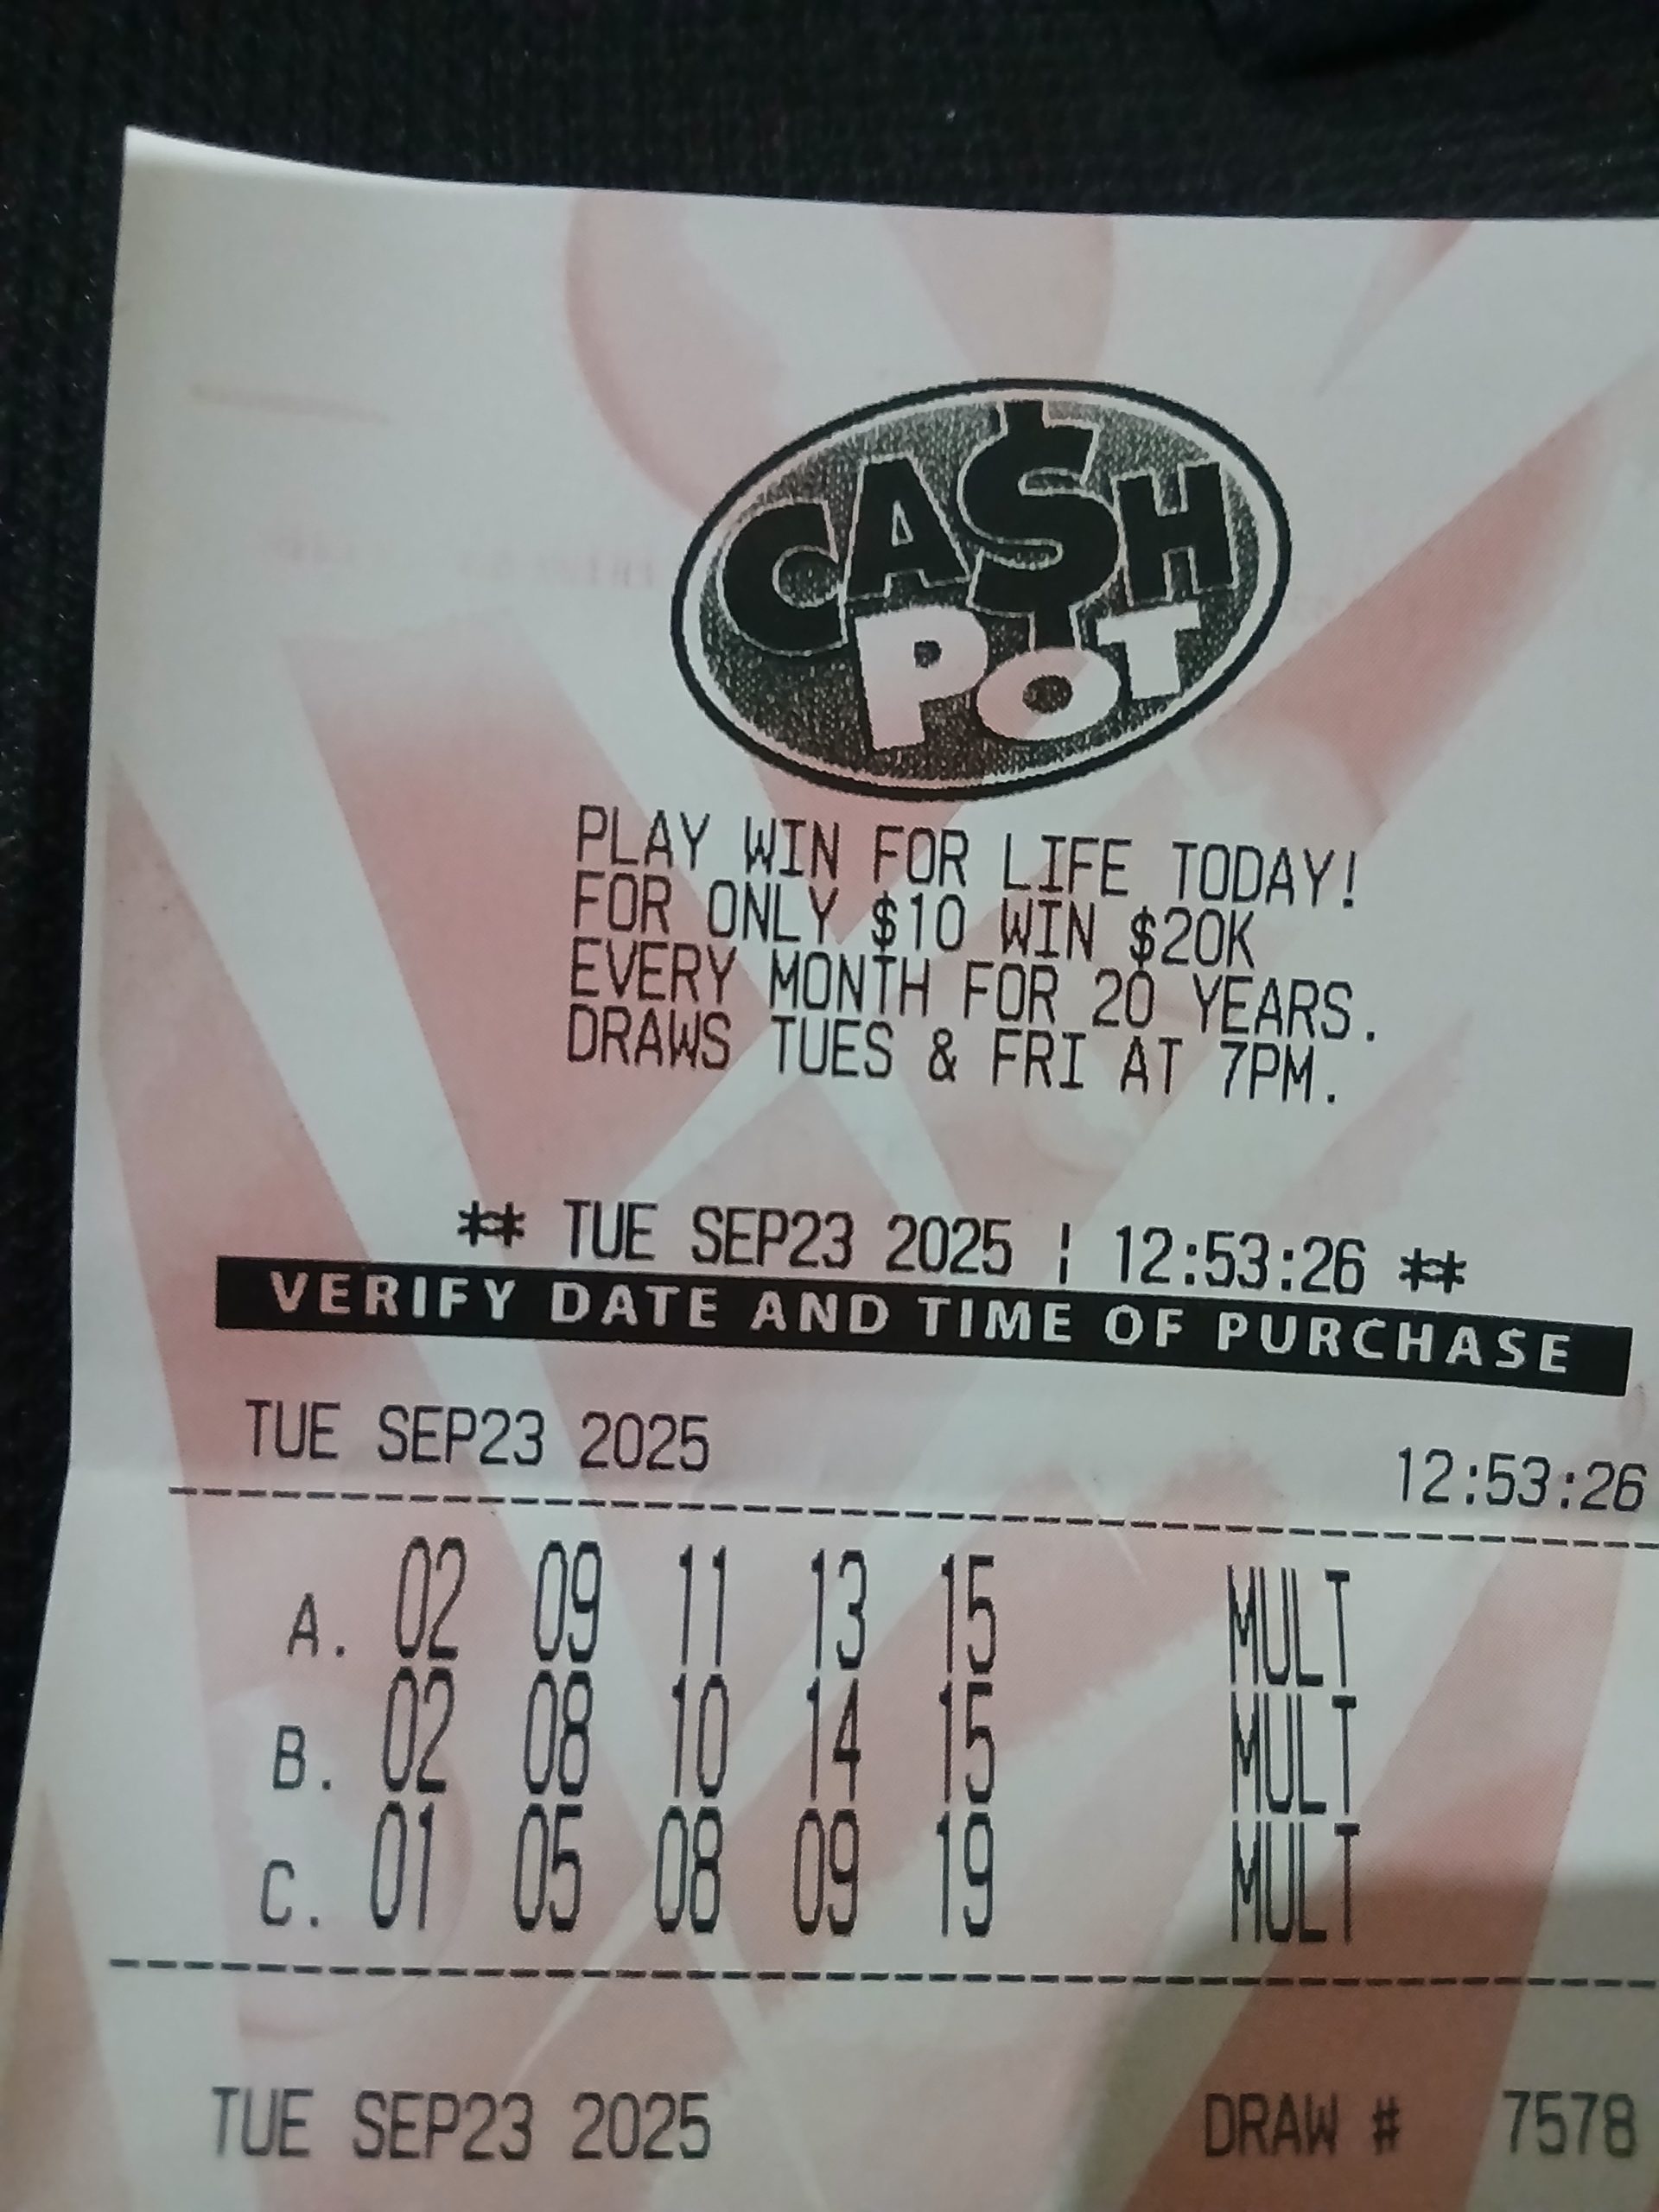 CA$H
POT
PLAY WIN FOR LIFE TODAY!
FOR ONLY $10 WIN $20K
EVERY MONTH FOR 20 YEARS.
DRAWS TUES & FRI AT 7PM.
** TUE SEP23 2025 ¦ 12:53:26 **
VERIFY DATE AND TIME OF PURCHASE
TUE SEP23 2025 12:53:26
A. 02 09 11 13 15 MULT
B. 02 08 10 14 15 MULT
C. 01 05 08 09 19 MULT
TUE SEP23 2025 DRAW # 7578